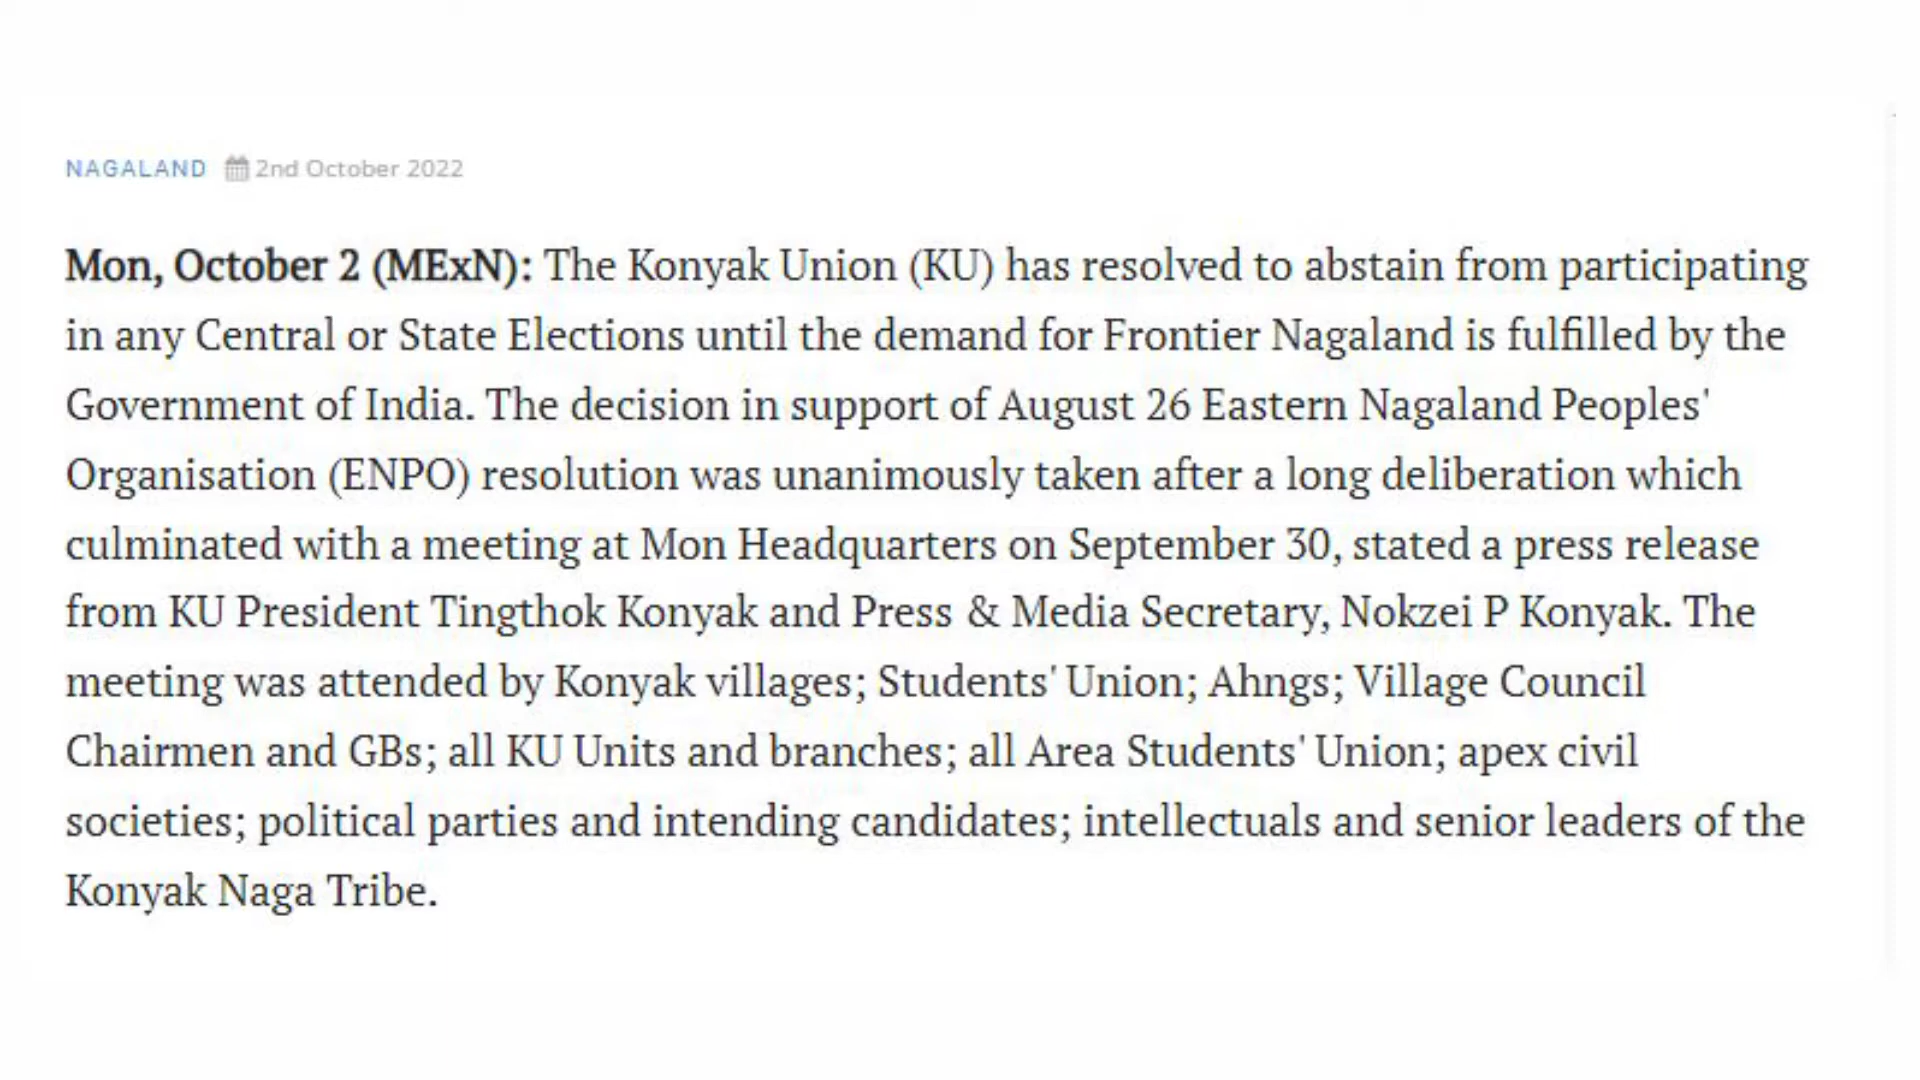 NAGALAND 2nd October 2022
Mon, October 2 (MExN): The Konyak Union (KU) has resolved to abstain from participating
in any Central or State Elections until the demand for Frontier Nagaland is fulfilled by the
Government of India. The decision in support of August 26 Eastern Nagaland Peoples'
Organisation (ENPO) resolution was unanimously taken after a long deliberation which
culminated with a meeting at Mon Headquarters on September 30, stated a press release
from KU President Tingthok Konyak and Press & Media Secretary, Nokzei P Konyak. The
meeting was attended by Konyak villages; Students' Union; Ahngs; Village Council
Chairmen and GBs; all KU Units and branches; all Area Students' Union; apex civil
societies; political parties and intending candidates; intellectuals and senior leaders of the
Konyak Naga Tribe.